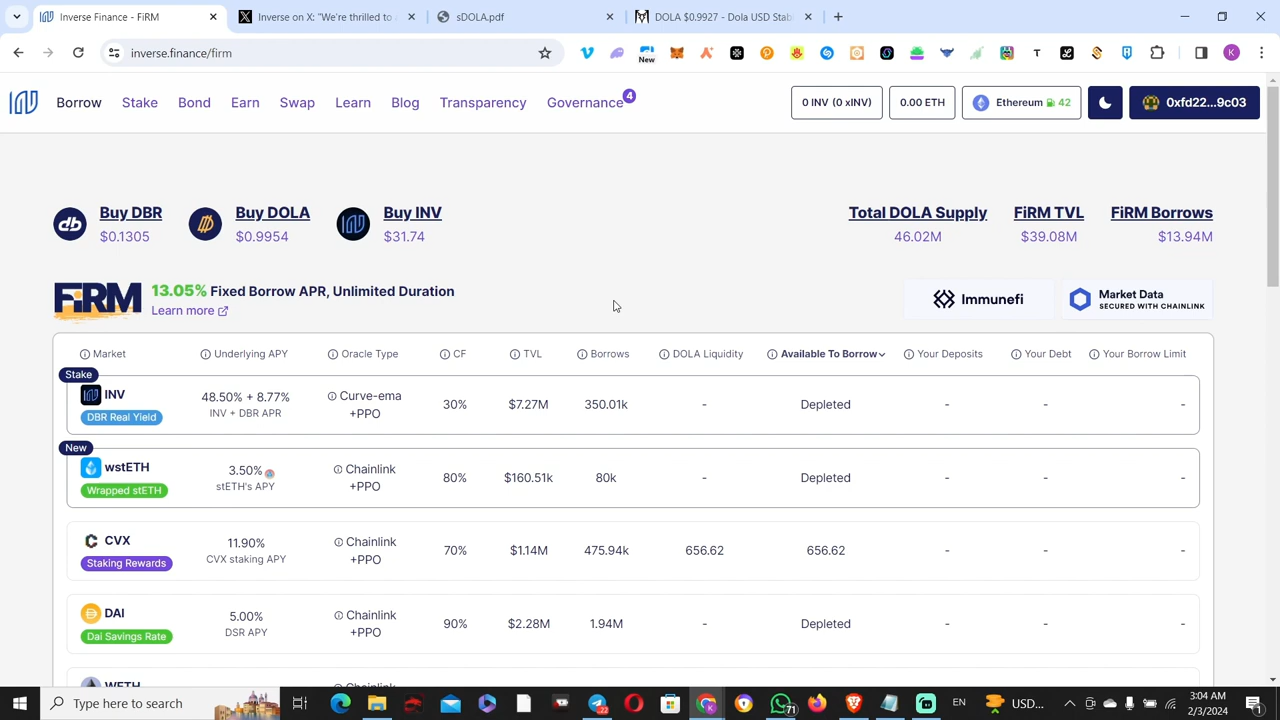 Inverse Finance - FiRM
Inverse on X: "We're thrilled to a
sDOLA.pdf
DOLA $0.9927 - Dola USD Stab
inverse.finance/firm
New
Borrow
Stake
Bond
Earn
Swap
Learn
Blog
Transparency
Governance 4
0 INV (0 xINV)
0.00 ETH
Ethereum 42
0xfd22...9c03
Buy DBR
$0.1305
Buy DOLA
$0.9954
Buy INV
$31.74
Total DOLA Supply
46.02M
FiRM TVL
$39.08M
FiRM Borrows
$13.94M
FiRM
13.05% Fixed Borrow APR, Unlimited Duration
Learn more
Immunefi
Market Data
SECURED WITH CHAINLINK
Market Underlying APY Oracle Type CF TVL Borrows DOLA Liquidity Available To Borrow Your Deposits Your Debt Your Borrow Limit
Stake
INV
DBR Real Yield
48.50% + 8.77%
INV + DBR APR
Curve-ema
+PPO
30% $7.27M 350.01k - Depleted - - -
New
wstETH
Wrapped stETH
3.50%
stETH's APY
Chainlink
+PPO
80% $160.51k 80k - Depleted - - -
CVX
Staking Rewards
11.90%
CVX staking APY
Chainlink
+PPO
70% $1.14M 475.94k 656.62 656.62 - - -
DAI
Dai Savings Rate
5.00%
DSR APY
Chainlink
+PPO
90% $2.28M 1.94M - Depleted - - -
WETH
Chainlink
Type here to search
22
71
EN
USD...
3:04 AM
2/3/2024